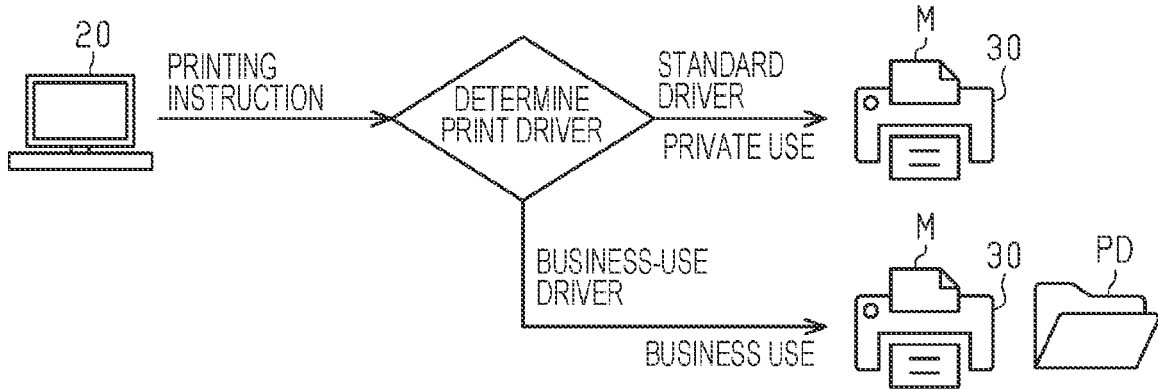 20
PRINTING
INSTRUCTION
DETERMINE
PRINT DRIVER
STANDARD
DRIVER
PRIVATE USE
M
30
BUSINESS-USE
DRIVER
BUSINESS USE
M
30
PD